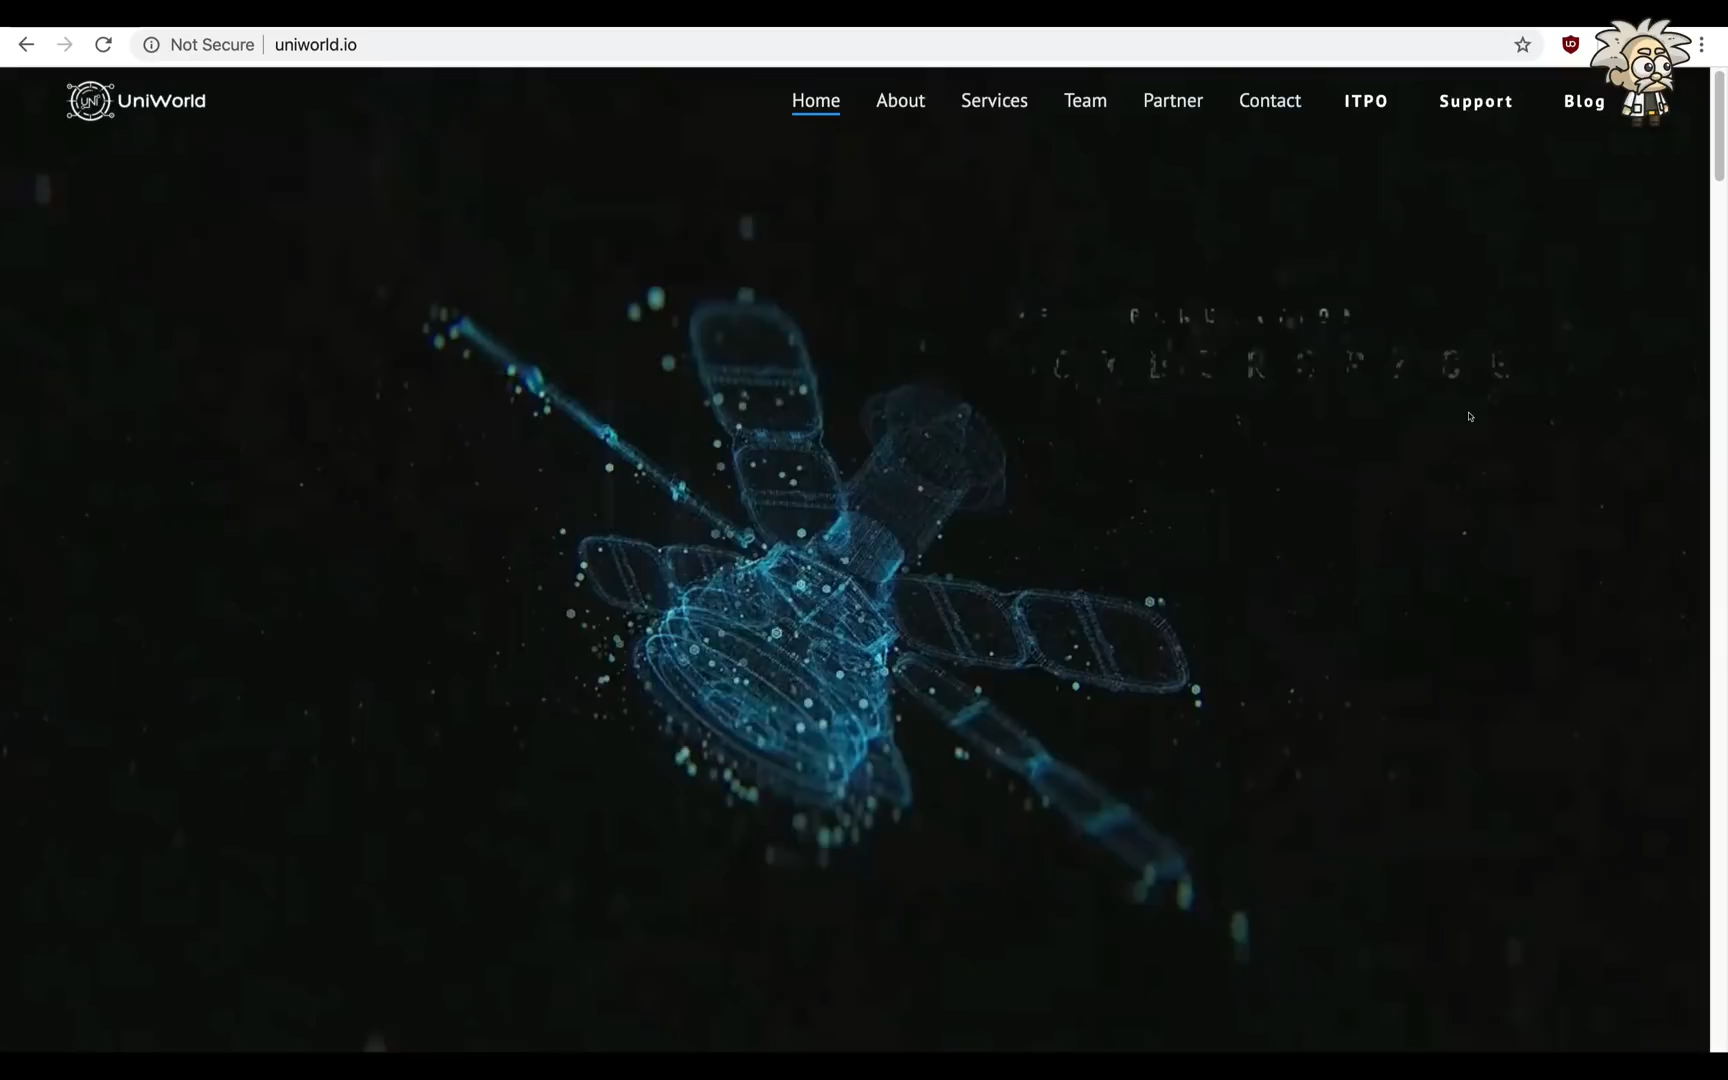 Not Secure uniworld.io
UNI UniWorld
Home About Services Team Partner Contact ITPO Support Blog